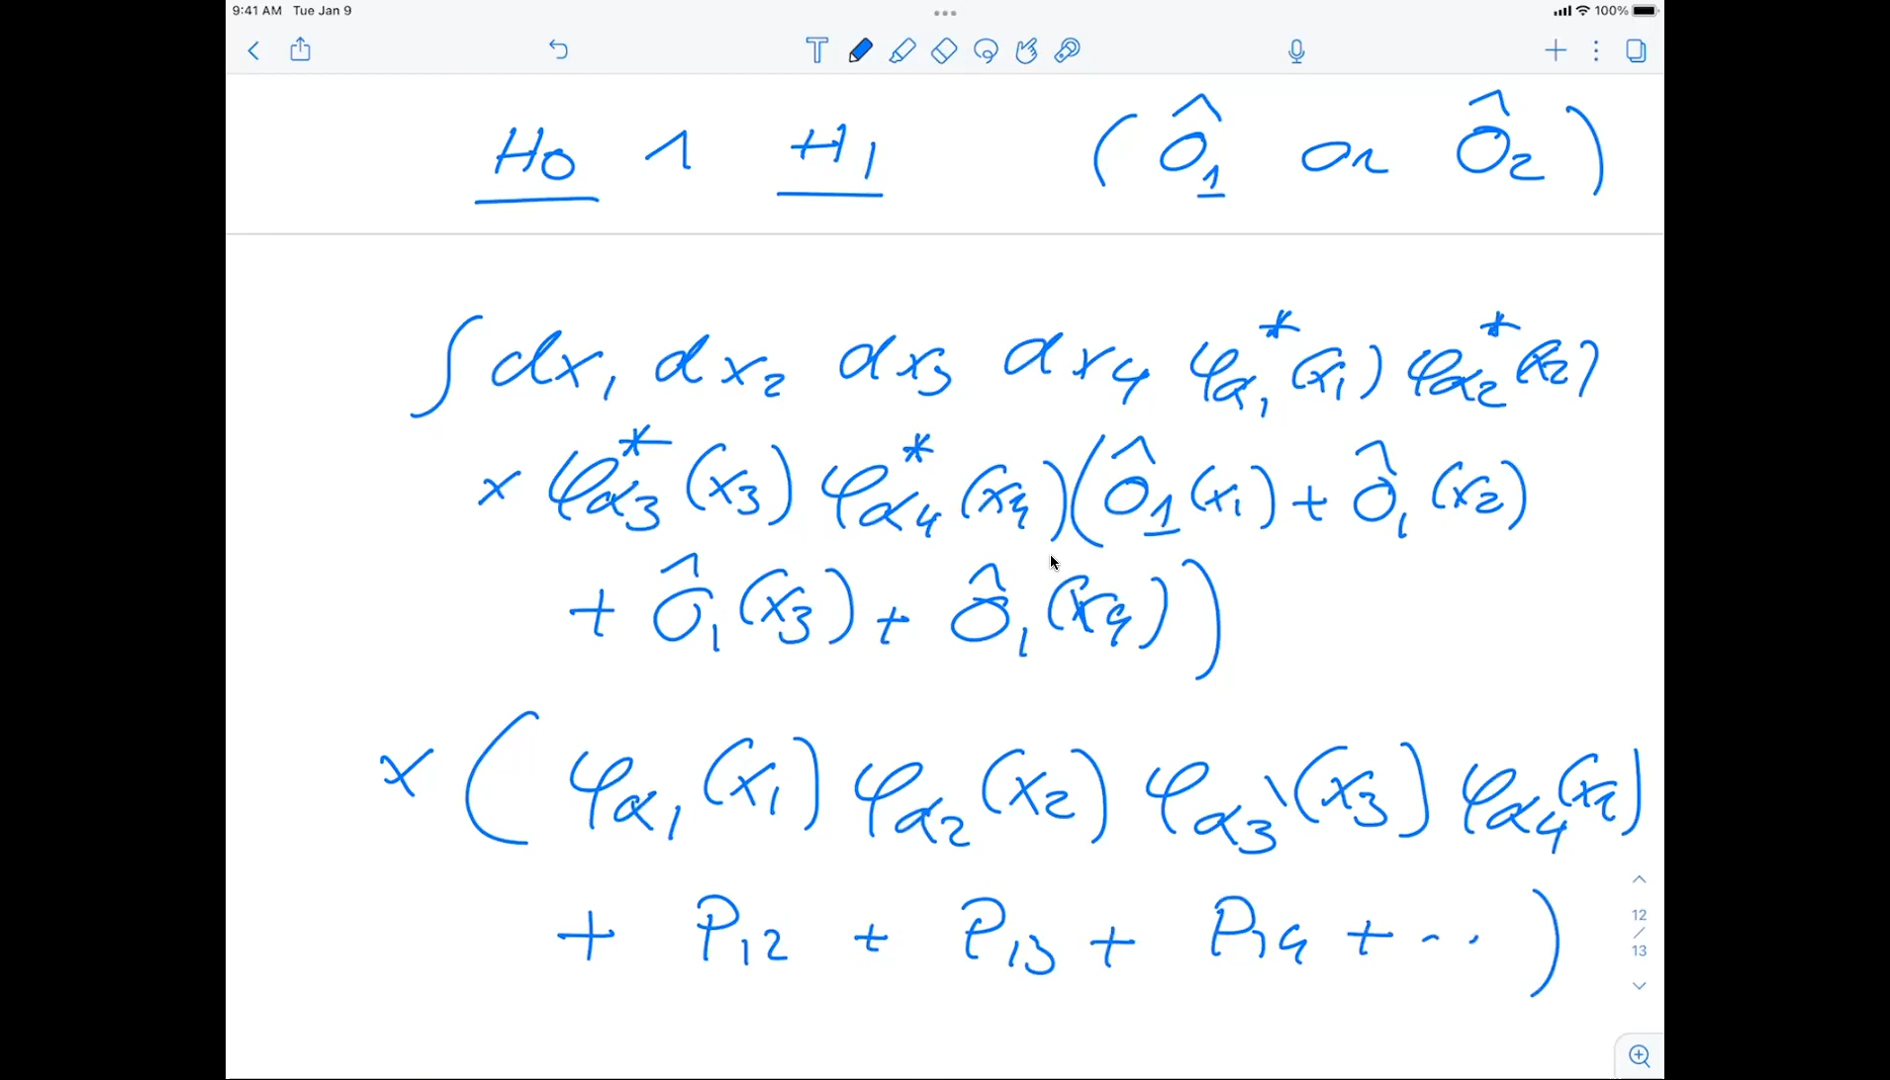 9:41 AM Tue Jan 9
100%
H0 1 H1 ( Ô1 or Ô2 )
∫ dx1 dx2 dx3 dx4 φ*α1(x1) φ*α2(x2)
× φ*α3(x3) φ*α4(x4) ( Ô1(x1) + Ô1(x2)
+ Ô1(x3) + Ô1(x4) )
× ( φα1(x1) φα2(x2) φα3(x3) φα4(x4)
+ P12 + P13 + P14 + ... )
12
/
13